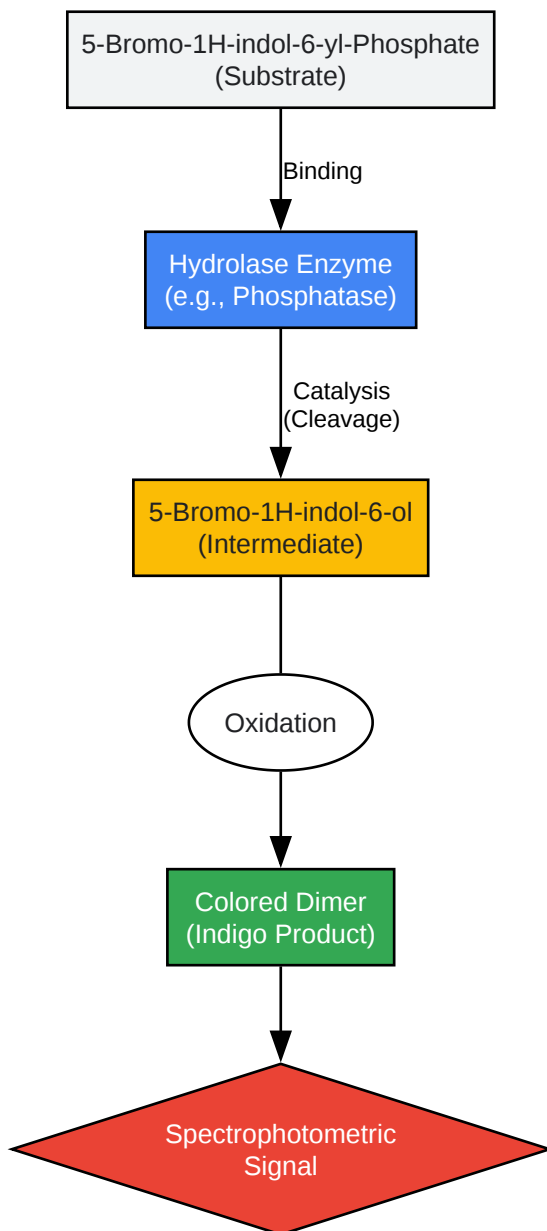 5-Bromo-1H-indol-6-yl-Phosphate
(Substrate)
Binding
Hydrolase Enzyme
(e.g., Phosphatase)
Catalysis
(Cleavage)
5-Bromo-1H-indol-6-ol
(Intermediate)
Oxidation
Colored Dimer
(Indigo Product)
Spectrophotometric
Signal